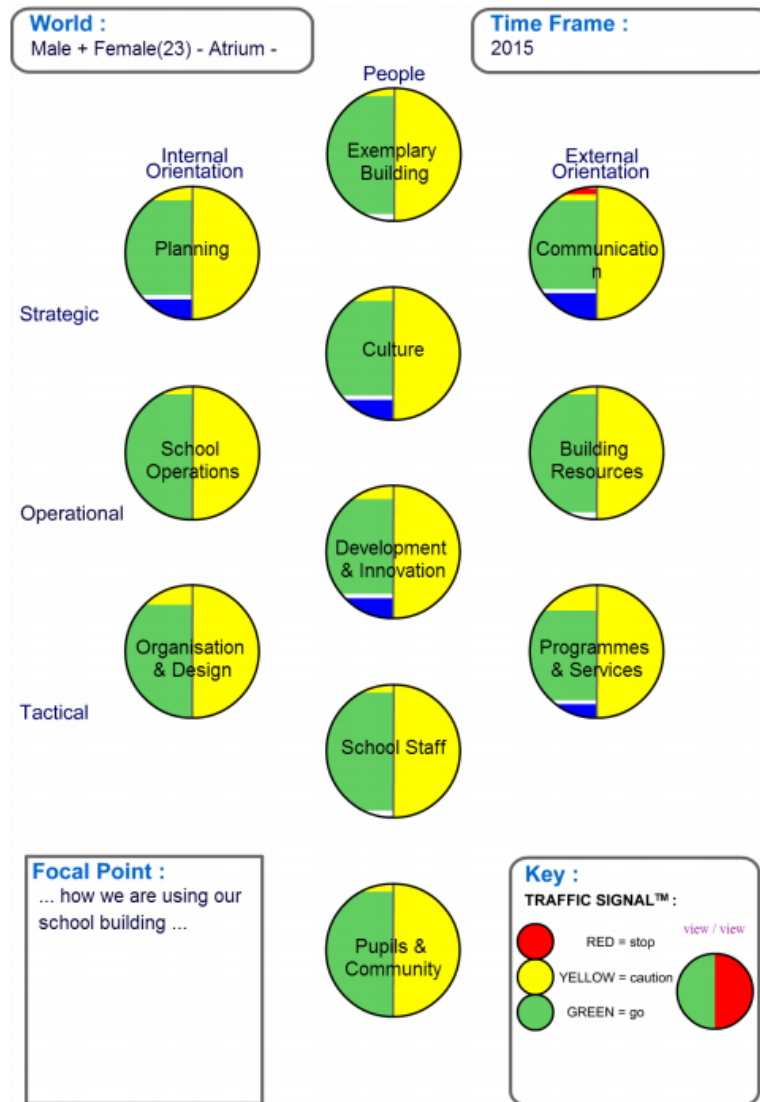 World :
Male + Female(23) - Atrium -
Time Frame :
2015
People
Exemplary
Building
Internal
Orientation
External
Orientation
Planning
Communicatio
n
Strategic
Culture
School
Operations
Building
Resources
Operational
Development
& Innovation
Organisation
& Design
Programmes
& Services
Tactical
School Staff
Focal Point :
... how we are using our
school building ...
Pupils &
Community
Key :
TRAFFIC SIGNAL™ :
view / view
RED = stop
YELLOW = caution
GREEN = go